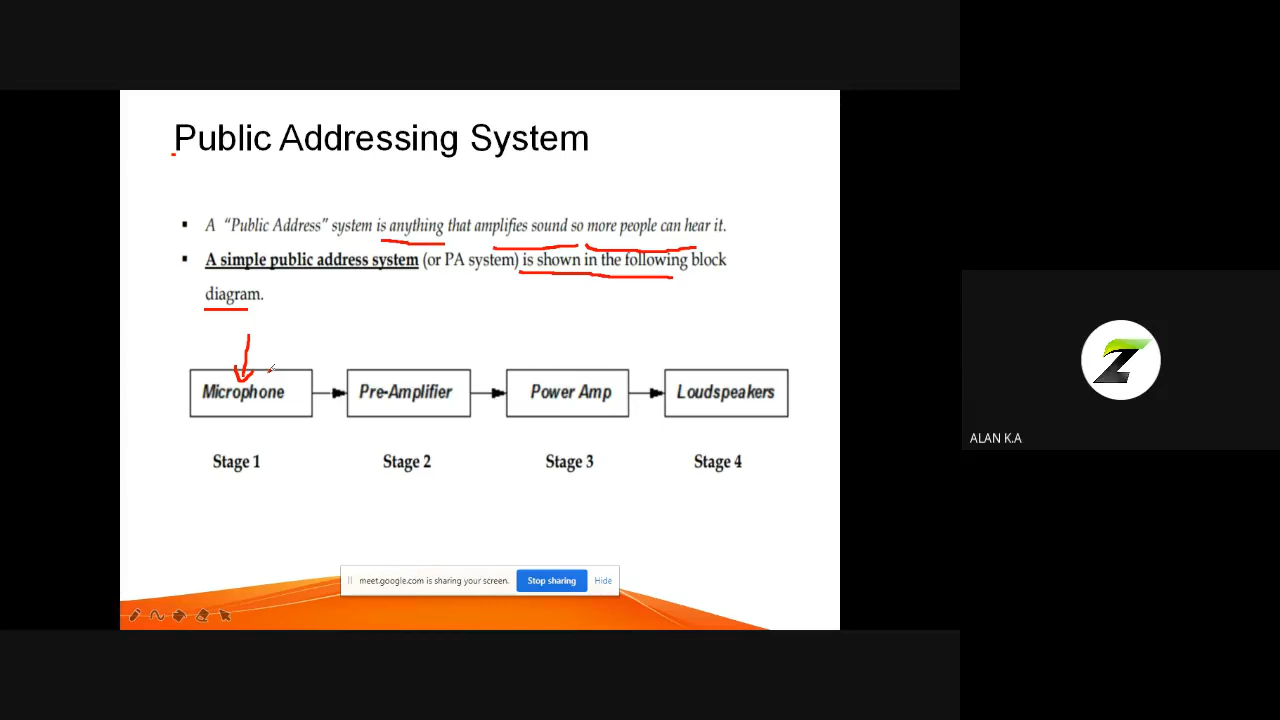 Public Addressing System
▪ A “Public Address” system is anything that amplifies sound so more people can hear it.
▪ A simple public address system (or PA system) is shown in the following block
diagram.
Microphone Pre-Amplifier Power Amp Loudspeakers
Stage 1 Stage 2 Stage 3 Stage 4
meet.google.com is sharing your screen. Stop sharing Hide
Z
ALAN K.A